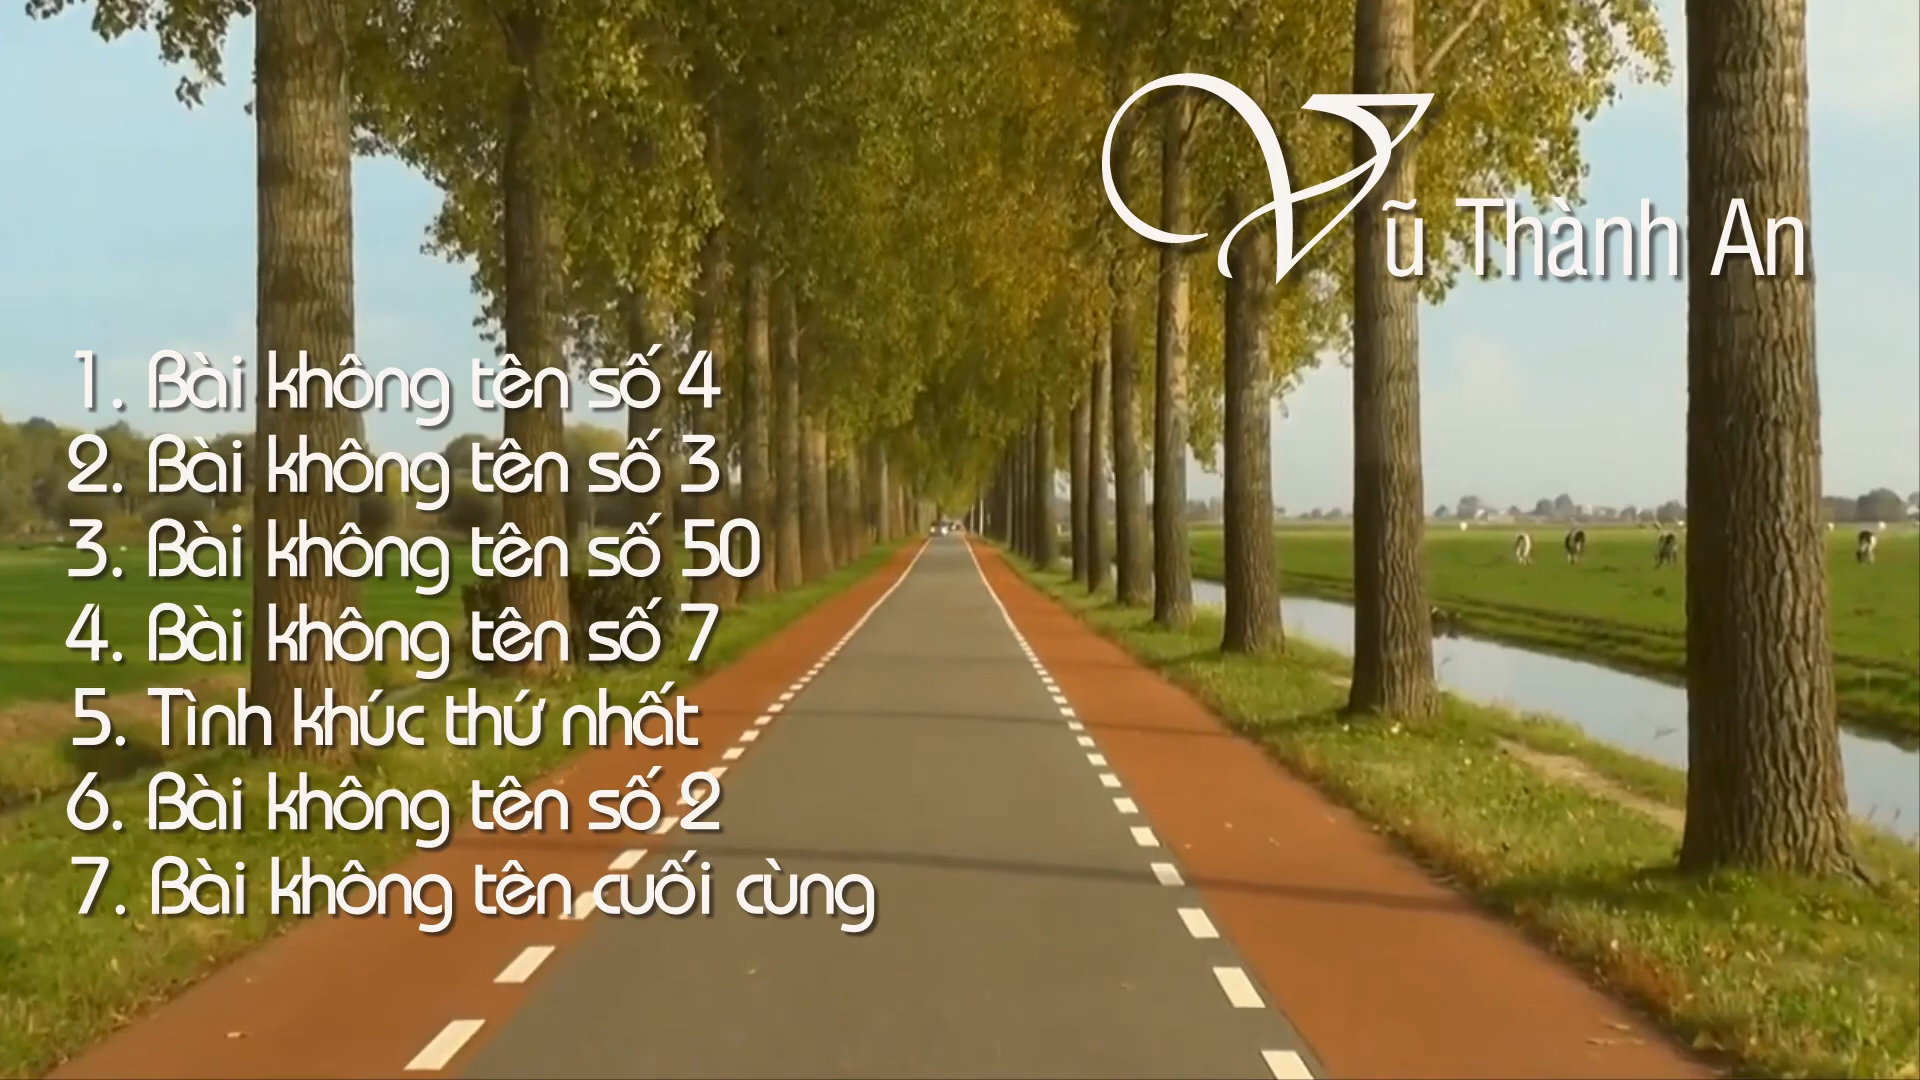 Vũ Thành An
1. Bài không tên số 4
2. Bài không tên số 3
3. Bài không tên số 50
4. Bài không tên số 7
5. Tình khúc thứ nhất
6. Bài không tên số 2
7. Bài không tên cuối cùng